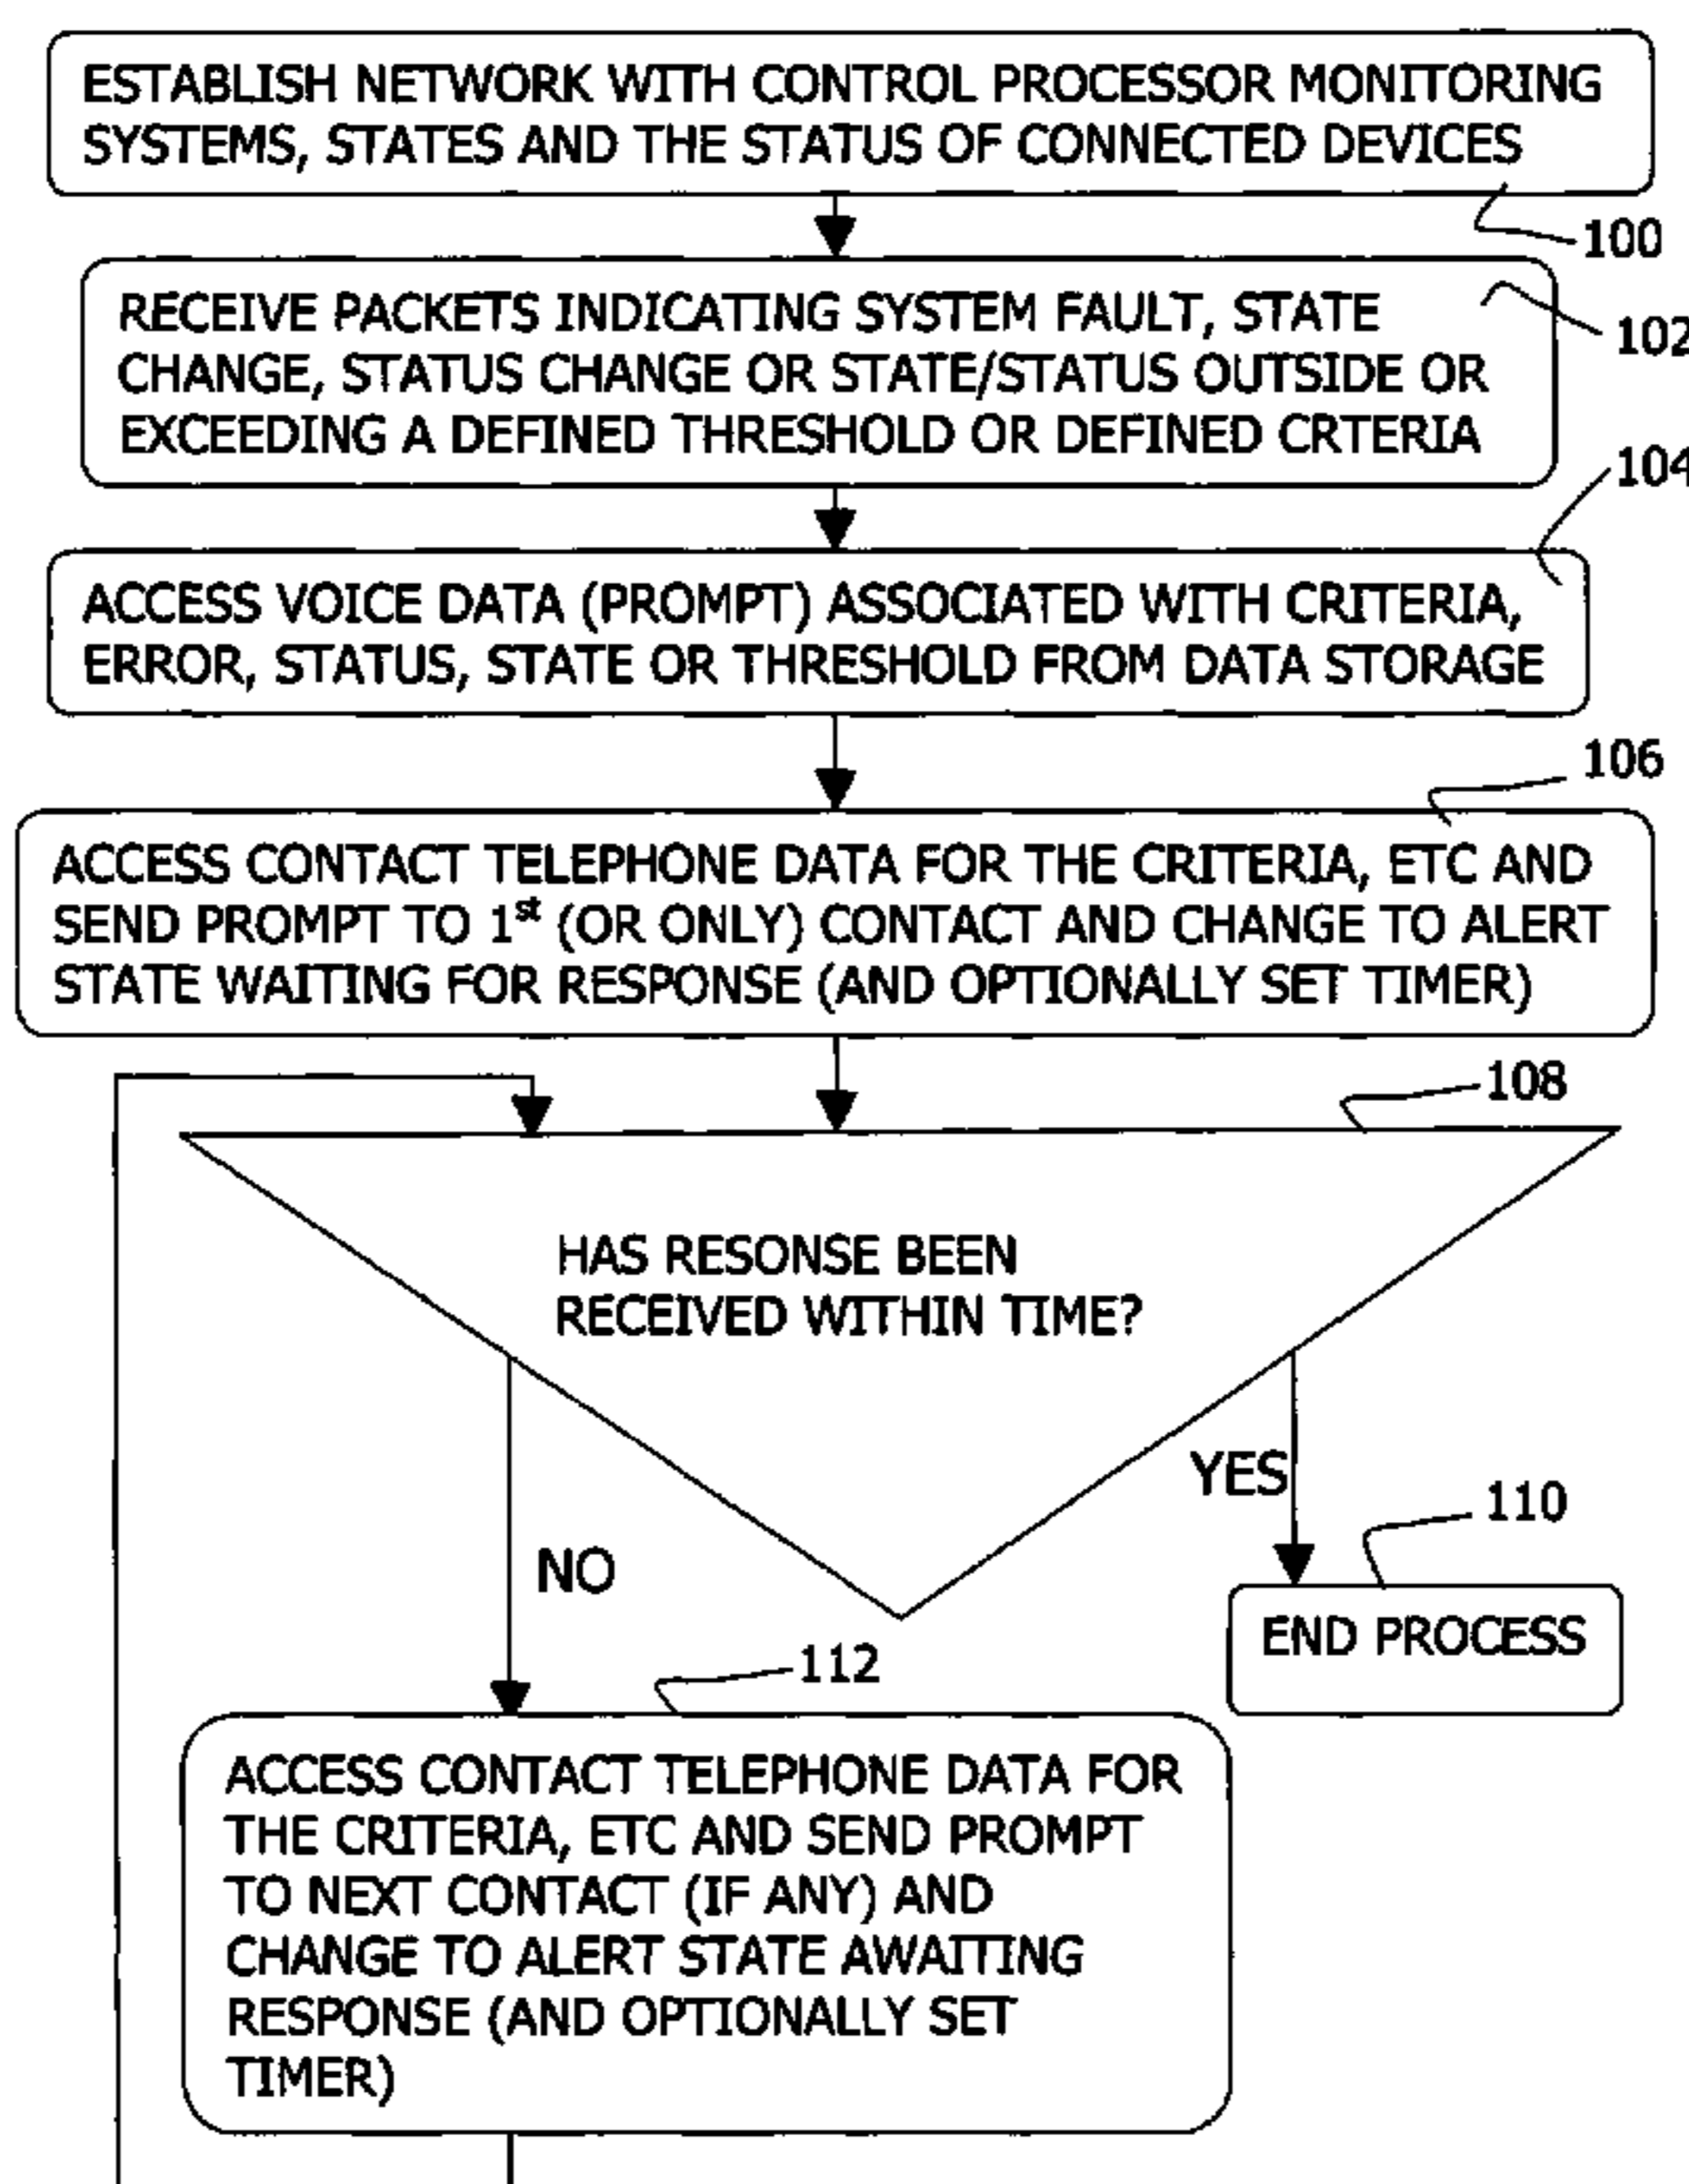 ESTABLISH NETWORK WITH CONTROL PROCESSOR MONITORING
SYSTEMS, STATES AND THE STATUS OF CONNECTED DEVICES
100
RECEIVE PACKETS INDICATING SYSTEM FAULT, STATE
CHANGE, STATUS CHANGE OR STATE/STATUS OUTSIDE OR
EXCEEDING A DEFINED THRESHOLD OR DEFINED CRTERIA
102
104
ACCESS VOICE DATA (PROMPT) ASSOCIATED WITH CRITERIA,
ERROR, STATUS, STATE OR THRESHOLD FROM DATA STORAGE
106
ACCESS CONTACT TELEPHONE DATA FOR THE CRITERIA, ETC AND
SEND PROMPT TO 1st (OR ONLY) CONTACT AND CHANGE TO ALERT
STATE WAITING FOR RESPONSE (AND OPTIONALLY SET TIMER)
108
HAS RESONSE BEEN
RECEIVED WITHIN TIME?
YES
110
NO
END PROCESS
112
ACCESS CONTACT TELEPHONE DATA FOR
THE CRITERIA, ETC AND SEND PROMPT
TO NEXT CONTACT (IF ANY) AND
CHANGE TO ALERT STATE AWAITING
RESPONSE (AND OPTIONALLY SET
TIMER)